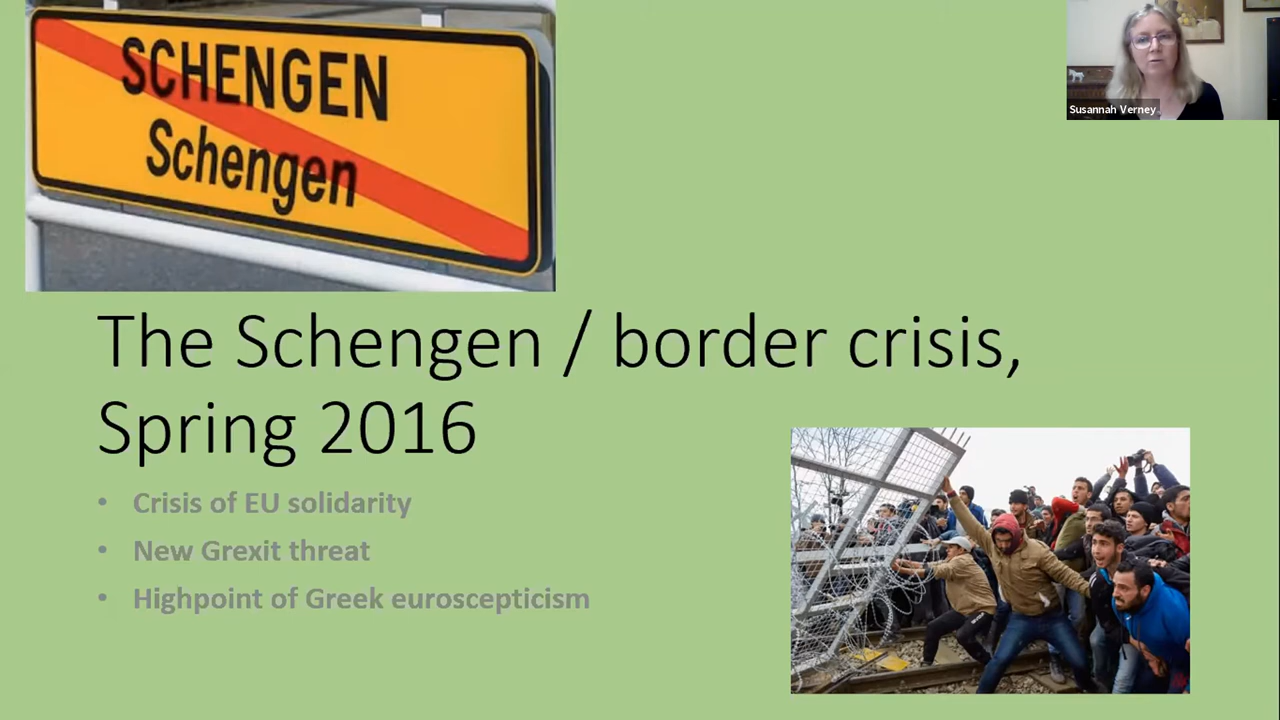 SCHENGEN
Schengen
Susannah Verney
The Schengen / border crisis,
Spring 2016
• Crisis of EU solidarity
• New Grexit threat
• Highpoint of Greek euroscepticism